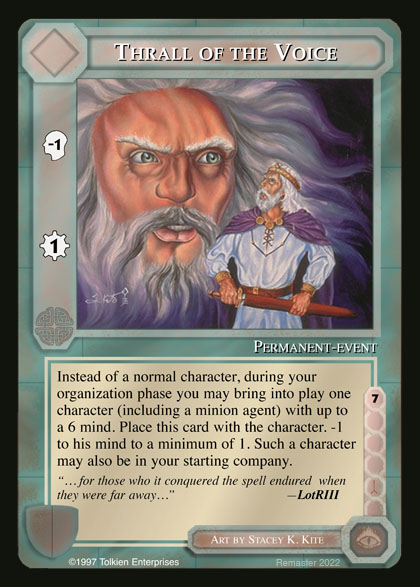 THRALL OF THE VOICE
-1
1
PERMANENT-EVENT
Instead of a normal character, during your
organization phase you may bring into play one
character (including a minion agent) with up to
a 6 mind. Place this card with the character. -1
to his mind to a minimum of 1. Such a character
may also be in your starting company.
“…for those who it conquered the spell endured when
they were far away…” —LotRIII
7
ART BY STACEY K. KITE
©1997 Tolkien Enterprises
Remaster 2022